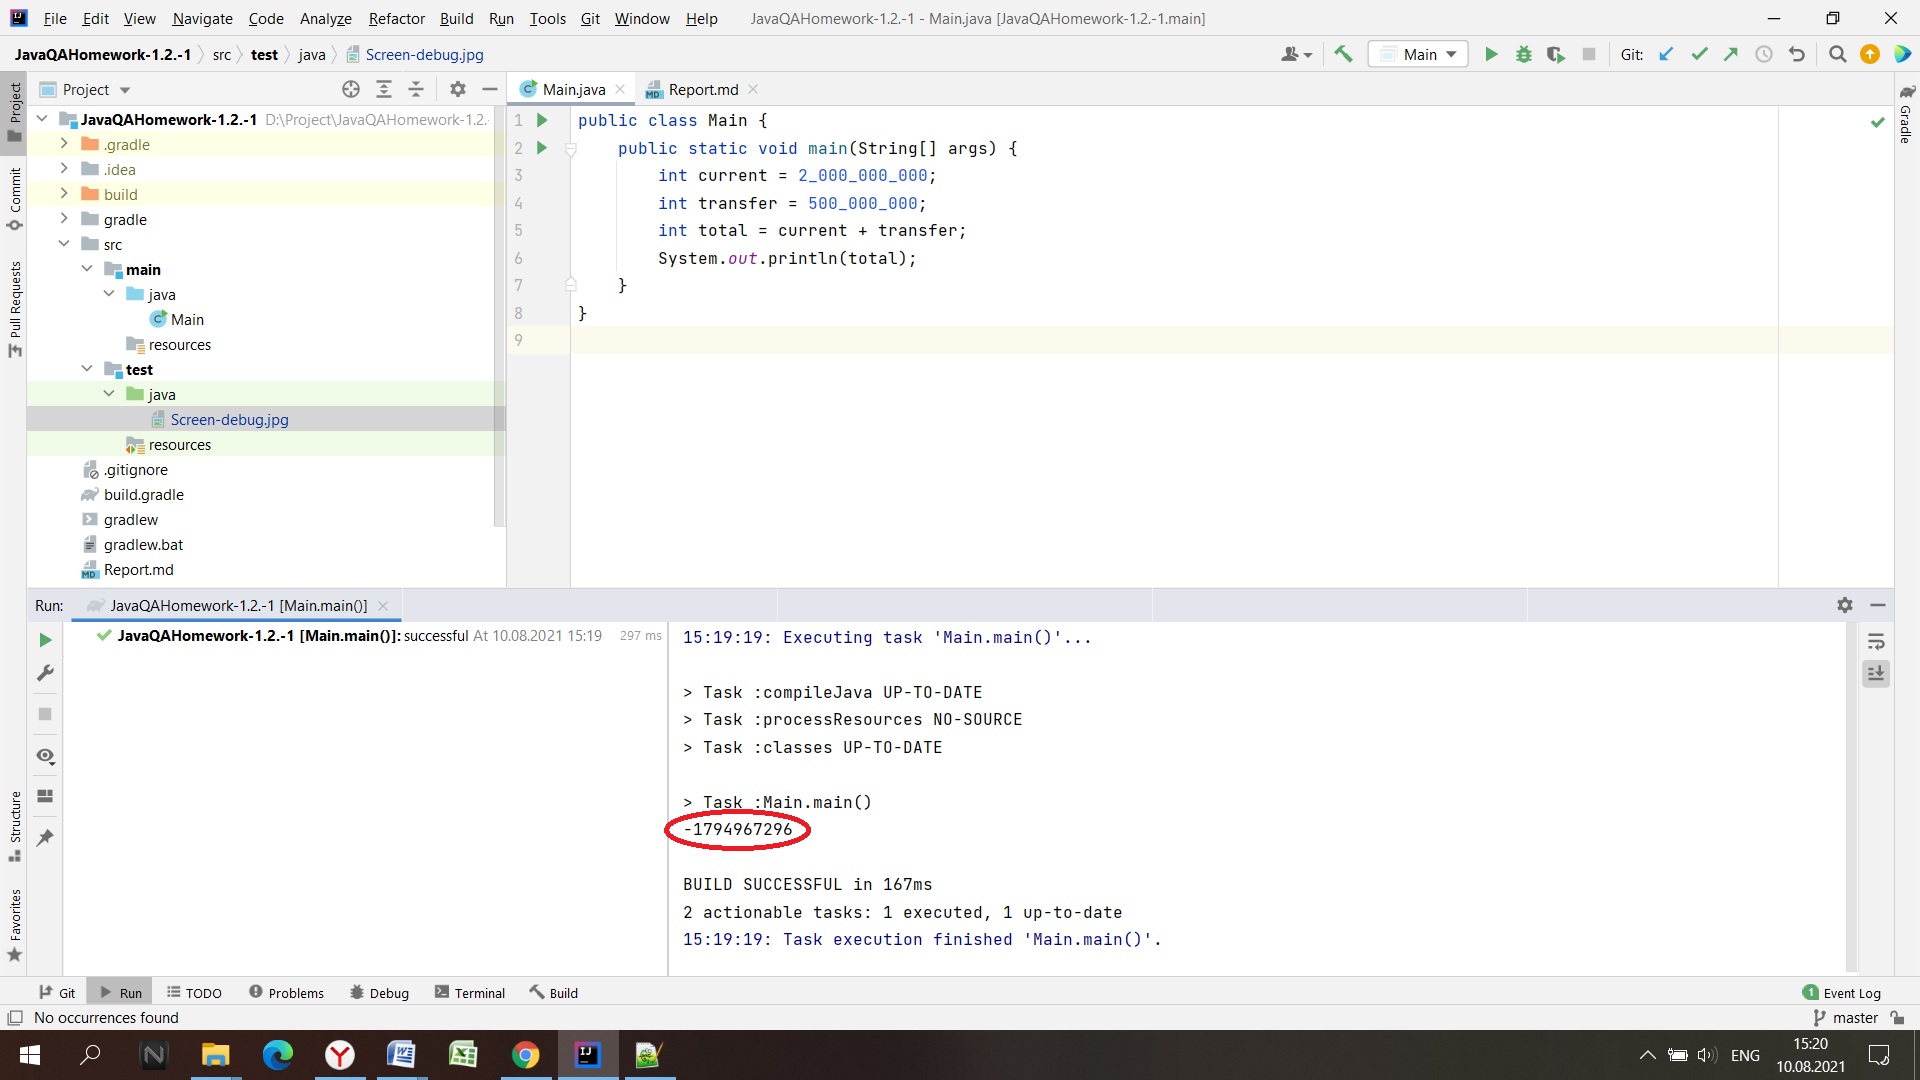 File Edit View Navigate Code Analyze Refactor Build Run Tools Git Window Help JavaQAHomework-1.2.-1 - Main.java [JavaQAHomework-1.2.-1.main]
JavaQAHomework-1.2.-1 src test java Screen-debug.jpg Main Git:
Project Main.java Report.md
JavaQAHomework-1.2.-1 D:\Project\JavaQAHomework-1.2.-
.gradle
.idea
build
gradle
src
main
java
Main
resources
test
java
Screen-debug.jpg
resources
.gitignore
build.gradle
gradlew
gradlew.bat
Report.md
1 public class Main {
2 public static void main(String[] args) {
3 int current = 2_000_000_000;
4 int transfer = 500_000_000;
5 int total = current + transfer;
6 System.out.println(total);
7 }
8 }
9
Project
Commit
Pull Requests
Structure
Favorites
Gradle
Run: JavaQAHomework-1.2.-1 [Main.main()]
JavaQAHomework-1.2.-1 [Main.main()]: successful At 10.08.2021 15:19 297 ms
15:19:19: Executing task 'Main.main()'...
> Task :compileJava UP-TO-DATE
> Task :processResources NO-SOURCE
> Task :classes UP-TO-DATE
> Task :Main.main()
-1794967296
BUILD SUCCESSFUL in 167ms
2 actionable tasks: 1 executed, 1 up-to-date
15:19:19: Task execution finished 'Main.main()'.
Git Run TODO Problems Debug Terminal Build 1 Event Log
No occurrences found master
ENG 15:20
10.08.2021